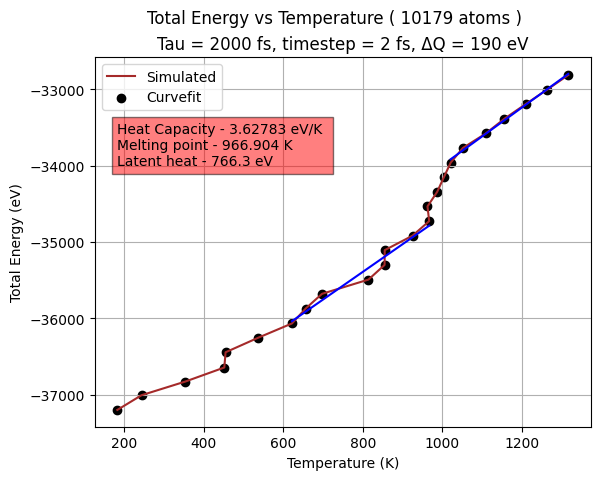 Total Energy vs Temperature ( 10179 atoms )
Tau = 2000 fs, timestep = 2 fs, ΔQ = 190 eV
Simulated
Curvefit
Heat Capacity - 3.62783 eV/K
Melting point - 966.904 K
Latent heat - 766.3 eV
Total Energy (eV)
−33000
−34000
−35000
−36000
−37000
200 400 600 800 1000 1200
Temperature (K)